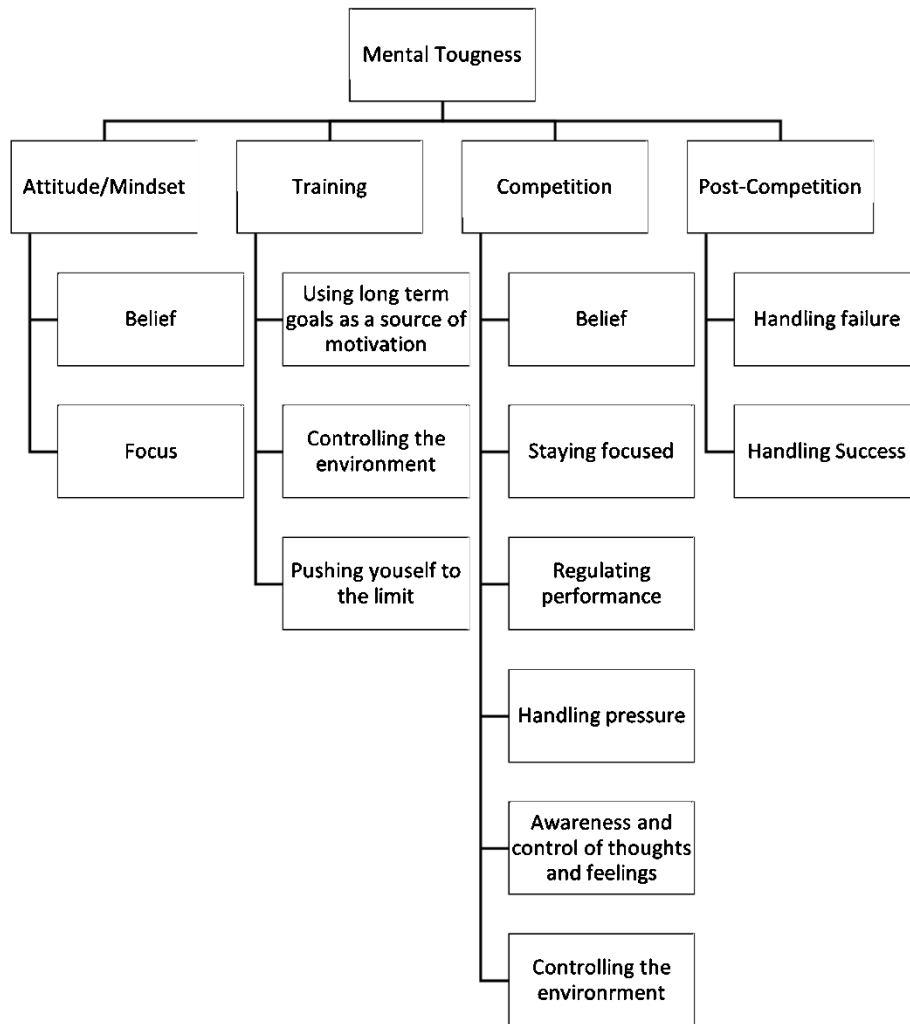 Mental Tougness
Attitude/Mindset
Training
Competition
Post-Competition
Belief
Focus
Using long term
goals as a source of
motivation
Controlling the
environment
Pushing youself to
the limit
Belief
Staying focused
Regulating
performance
Handling pressure
Awareness and
control of thoughts
and feelings
Controlling the
environrment
Handling failure
Handling Success